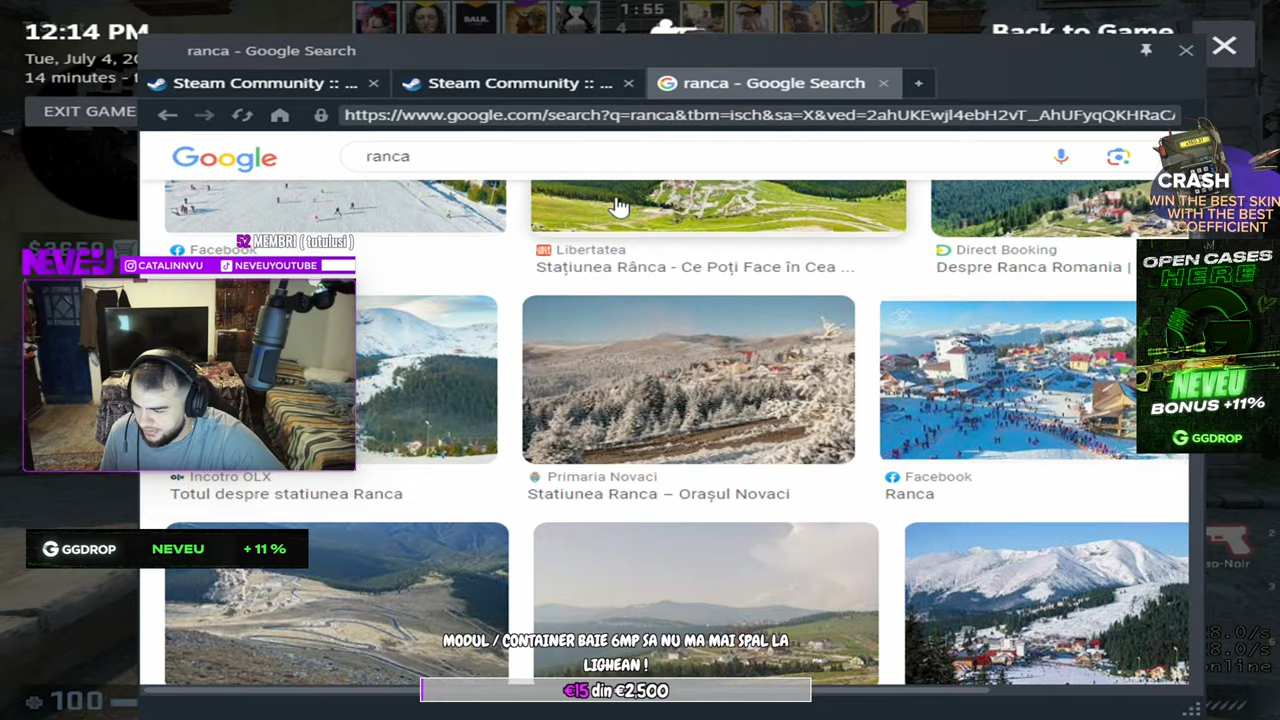 12:14 PM
Tue, July 4, 20
14 minutes -
EXIT GAME
BALR.
1:55
4
Back to Game
ranca - Google Search
Steam Community :: ...
Steam Community :: ...
ranca - Google Search
https://www.google.com/search?q=ranca&tbm=isch&sa=X&ved=2ahUKEwjl4ebH2vT_AhUFyqQKHRaC
Google
ranca
CRASH
WIN THE BEST SKIN
WITH THE BEST
COEFFICIENT
Facebook
Libertatea
Stațiunea Rânca - Ce Poți Face în Cea ...
Direct Booking
Despre Ranca Romania |
52 MEMBRI ( tutulusi )
NEVEU
CATALINNVU
NEVEUYOUTUBE
OPEN CASES
HERE
NEVEU
BONUS +11%
GGDROP
Incotro OLX
Totul despre statiunea Ranca
Primaria Novaci
Statiunea Ranca – Orașul Novaci
Facebook
Ranca
GGDROP
NEVEU
+ 11 %
MODUL / CONTAINER BAIE 6MP SA NU MA MAI SPAL LA
LIGHEAN !
€15 din €2,500
100